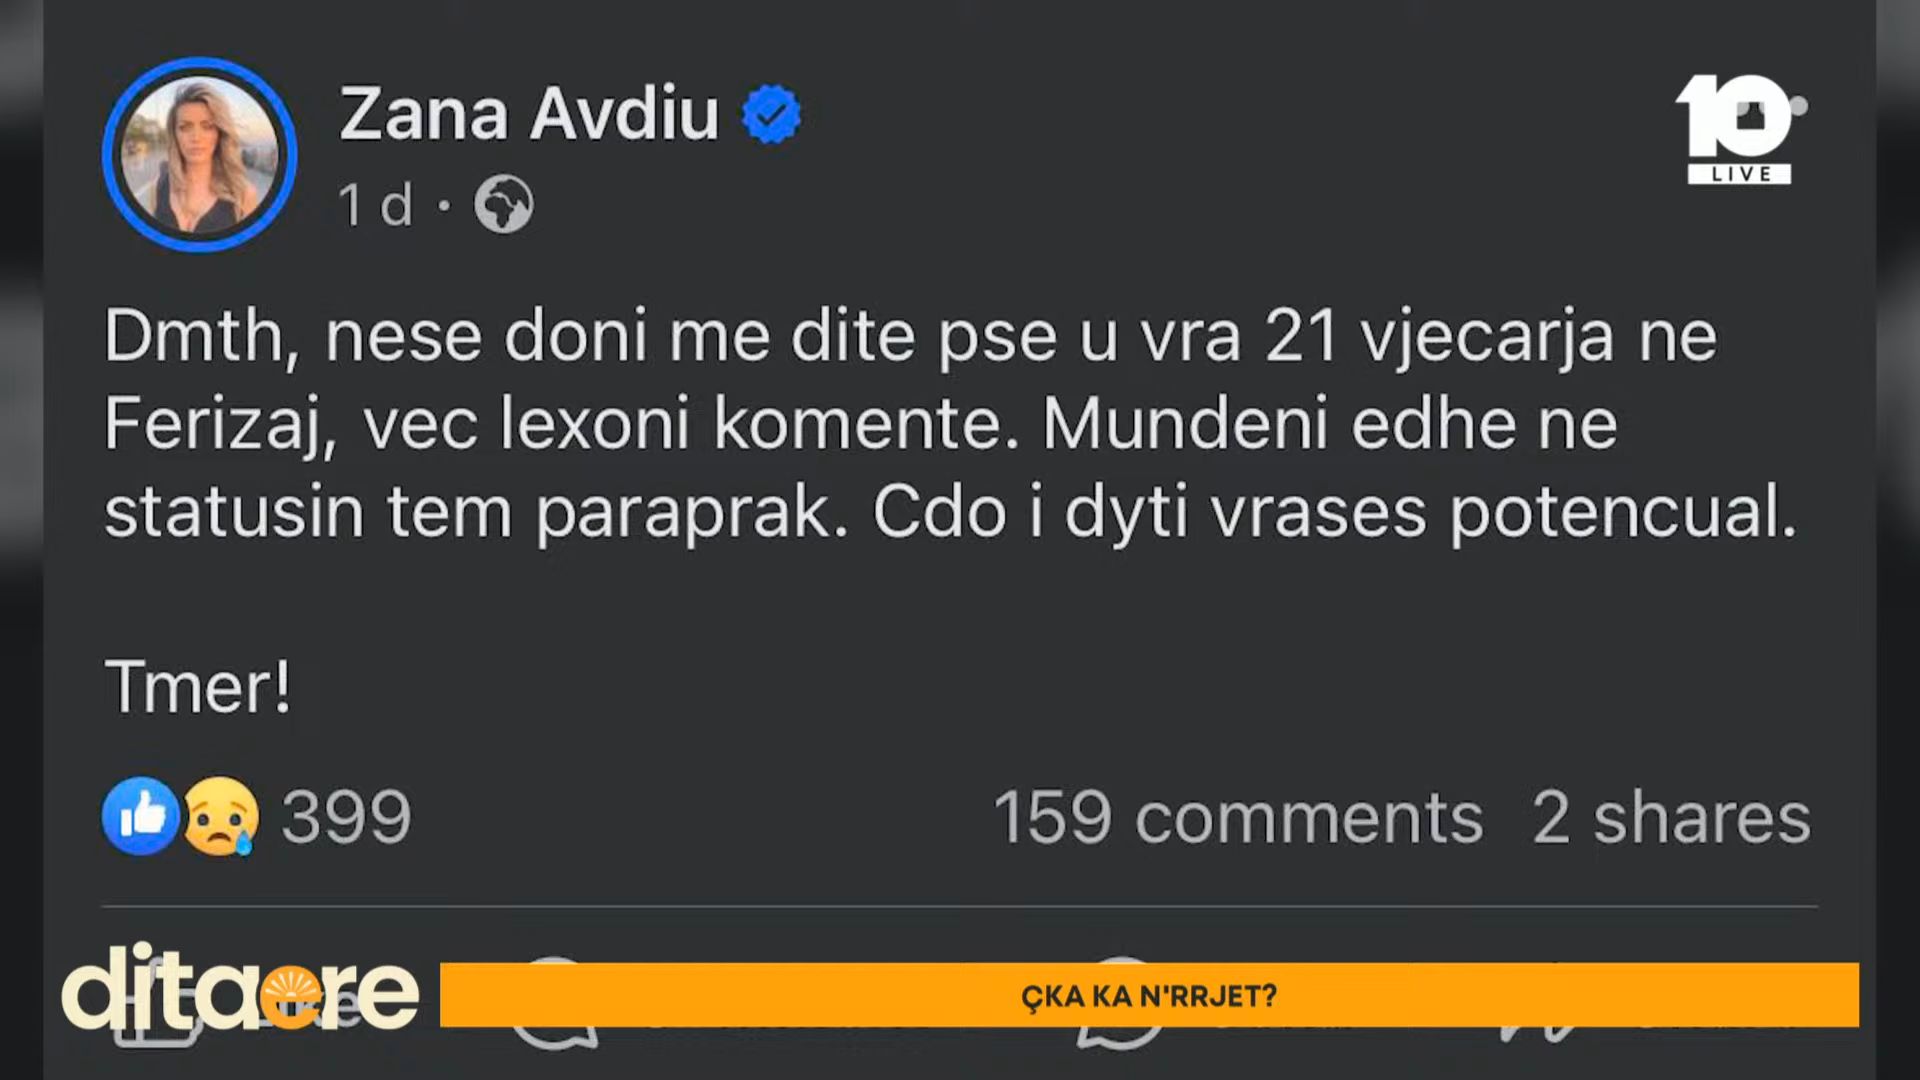 Zana Avdiu
1 d ·
10
LIVE
Dmth, nese doni me dite pse u vra 21 vjecarja ne
Ferizaj, vec lexoni komente. Mundeni edhe ne
statusin tem paraprak. Cdo i dyti vrases potencual.
Tmer!
399
159 comments 2 shares
ditaere
ÇKA KA N'RRJET?